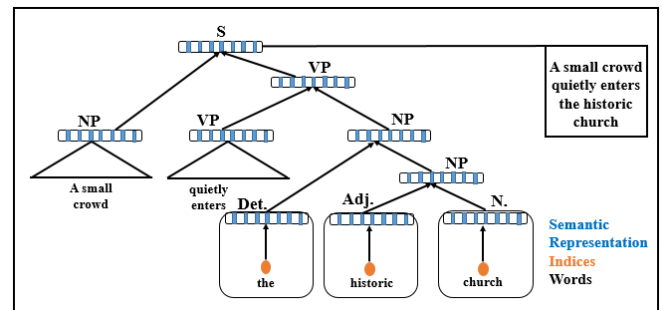 S
VP
A small crowd
quietly enters
the historic
church
NP
VP
NP
NP
A small
crowd
quietly
enters
Det.
Adj.
N.
the
historic
church
Semantic
Representation
Indices
Words